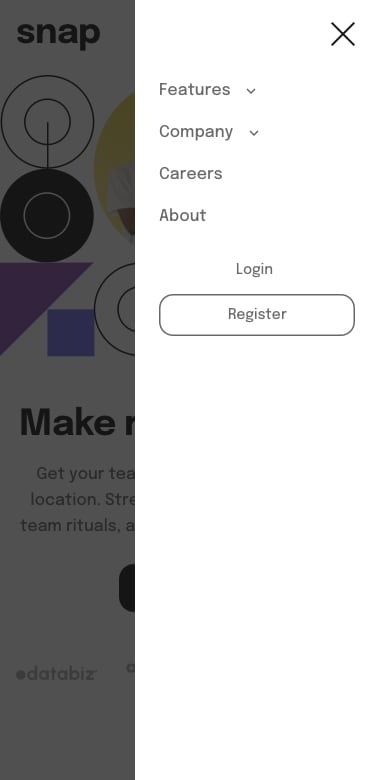 snap
Features
Company
Careers
About
Login
Register
Make
Get your tea
location. Stre
team rituals, a
databiz